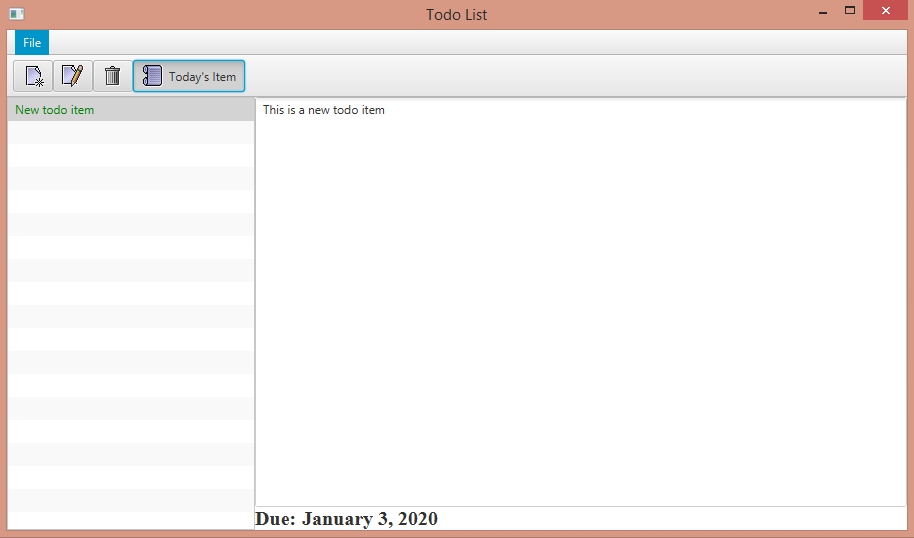 Todo List
File
Today's Item
New todo item
This is a new todo item
Due: January 3, 2020